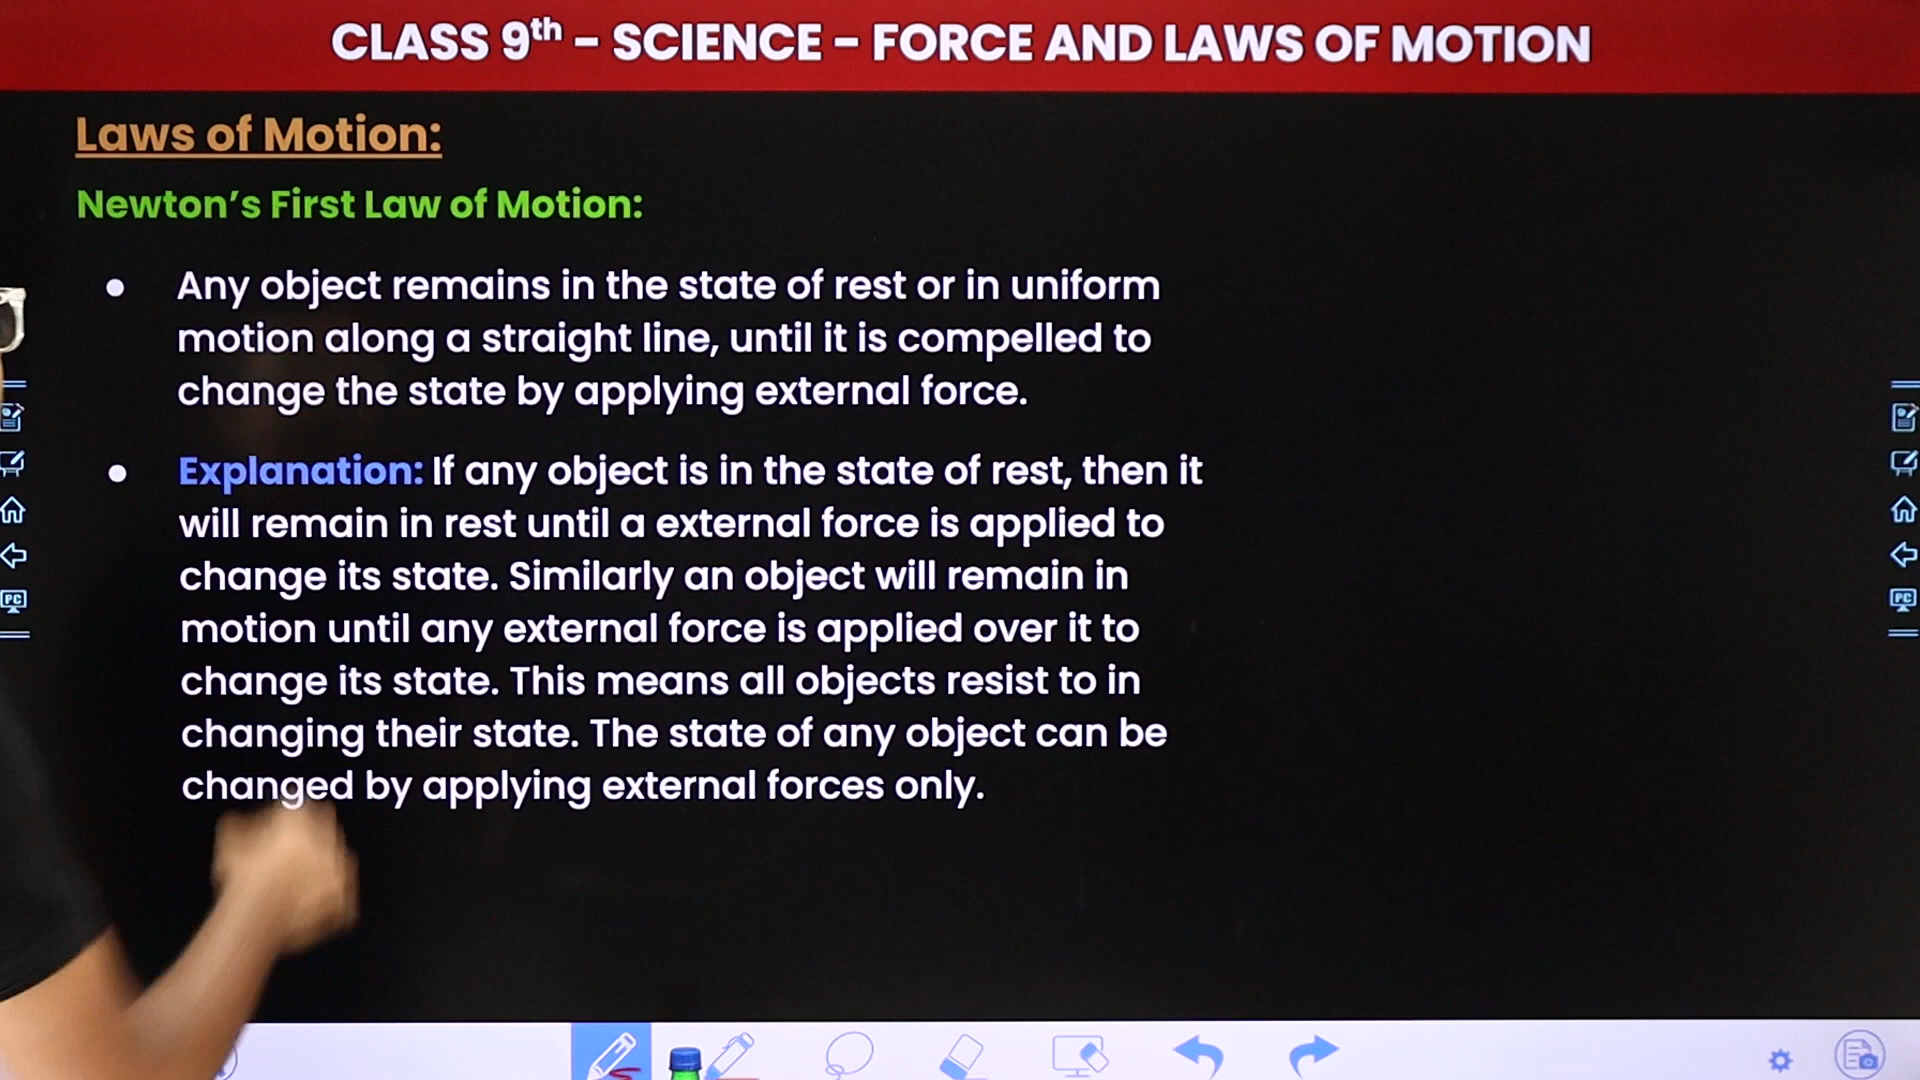 CLASS 9th - SCIENCE - FORCE AND LAWS OF MOTION
Laws of Motion:
Newton's First Law of Motion:
● Any object remains in the state of rest or in uniform
motion along a straight line, until it is compelled to
change the state by applying external force.
● Explanation: If any object is in the state of rest, then it
will remain in rest until a external force is applied to
change its state. Similarly an object will remain in
motion until any external force is applied over it to
change its state. This means all objects resist to in
changing their state. The state of any object can be
changed by applying external forces only.
PC
PC